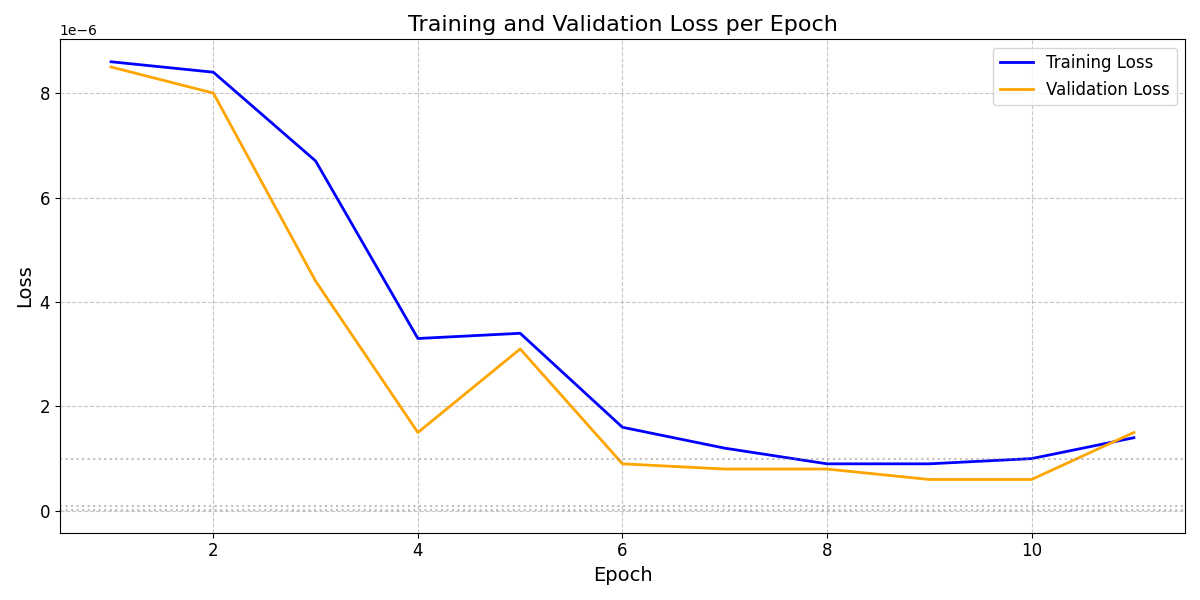 Training and Validation Loss per Epoch
1e−6
Training Loss
Validation Loss
8
6
4
2
0
Loss
2 4 6 8 10
Epoch